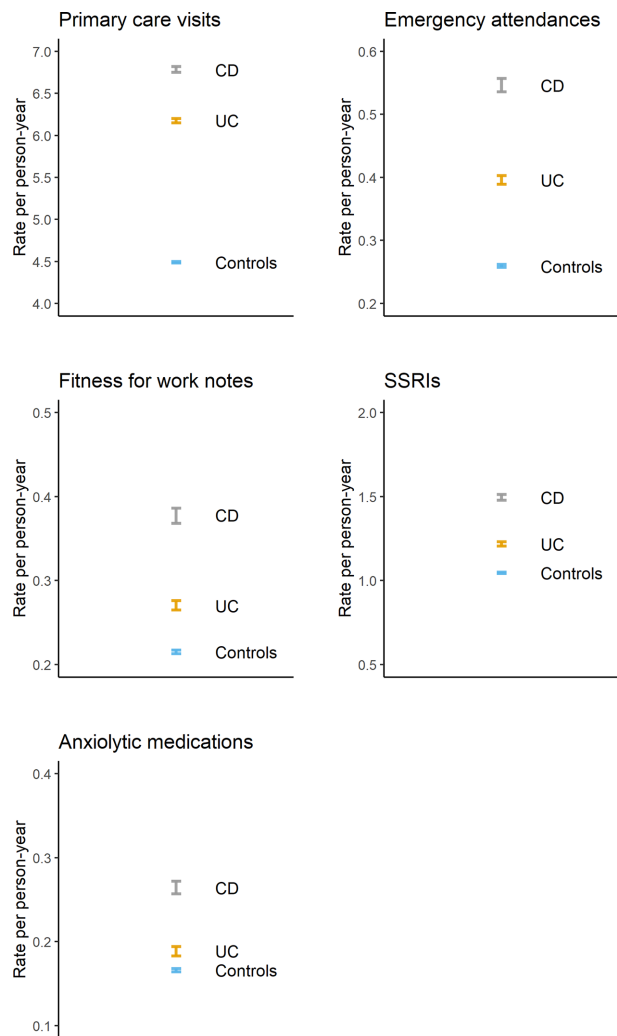 Primary care visits
Rate per person-year
7.0
6.5
6.0
5.5
5.0
4.5
4.0
CD
UC
Controls
Emergency attendances
Rate per person-year
0.6
0.5
0.4
0.3
0.2
CD
UC
Controls
Fitness for work notes
Rate per person-year
0.5
0.4
0.3
0.2
CD
UC
Controls
SSRIs
Rate per person-year
2.0
1.5
1.0
0.5
CD
UC
Controls
Anxiolytic medications
Rate per person-year
0.4
0.3
0.2
0.1
CD
UC
Controls